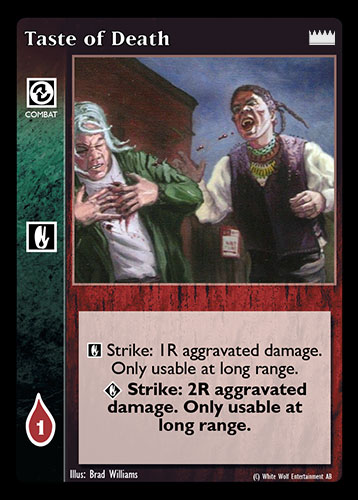 Taste of Death
COMBAT
Strike: 1R aggravated damage.
Only usable at long range.
Strike: 2R aggravated
damage. Only usable at
long range.
1
Illus: Brad Williams
(C) White Wolf Entertainment AB